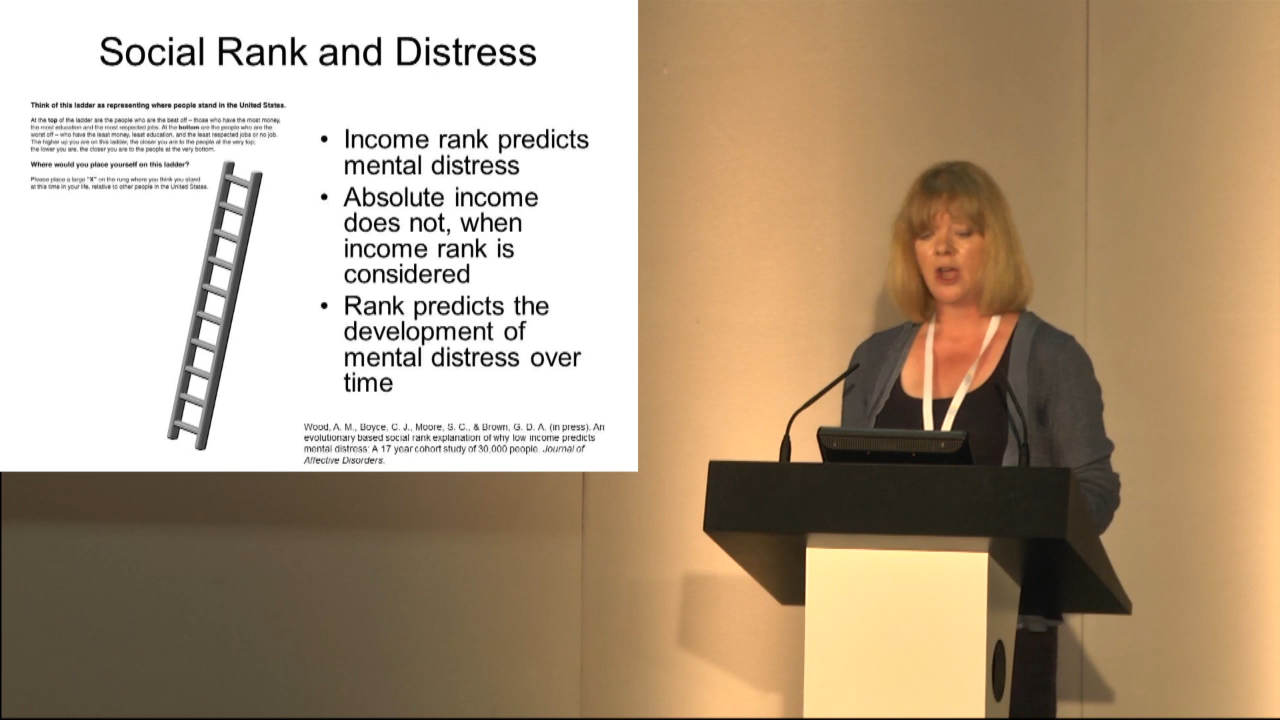 Social Rank and Distress
Think of this ladder as representing where people stand in the United States.
At the top of the ladder are the people who are the best off – those who have the most money,
the most education and the most respected jobs. At the bottom are the people who are the
worst off – who have the least money, least education, and the least respected jobs or no job.
The higher up you are on this ladder, the closer you are to the people at the very top;
the lower you are, the closer you are to the people at the very bottom.
Where would you place yourself on this ladder?
Please place a large "X" on the rung where you think you stand
at this time in your life, relative to other people in the United States.
• Income rank predicts
mental distress
• Absolute income
does not, when
income rank is
considered
• Rank predicts the
development of
mental distress over
time
Wood, A. M., Boyce, C. J., Moore, S. C., & Brown, G. D. A. (in press). An
evolutionary based social rank explanation of why low income predicts
mental distress: A 17 year cohort study of 30,000 people. Journal of
Affective Disorders.